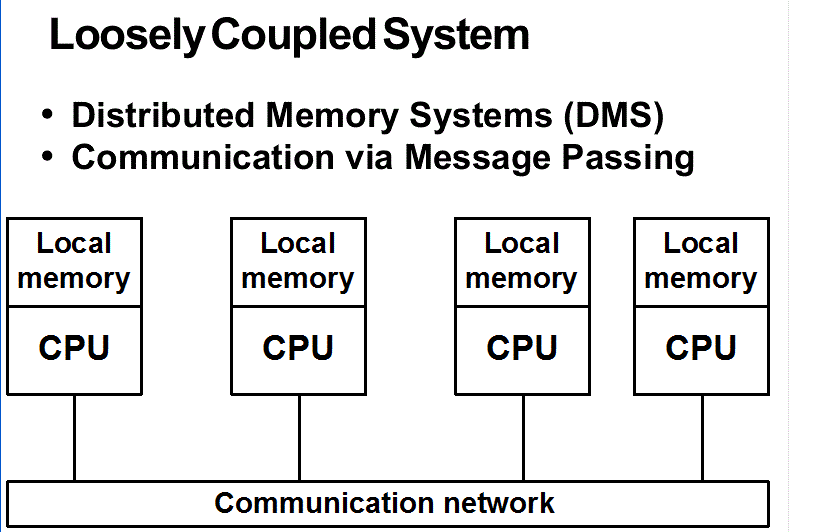 Loosely Coupled System
• Distributed Memory Systems (DMS)
• Communication via Message Passing
Local memory
CPU
Local memory
CPU
Local memory
CPU
Local memory
CPU
Communication network